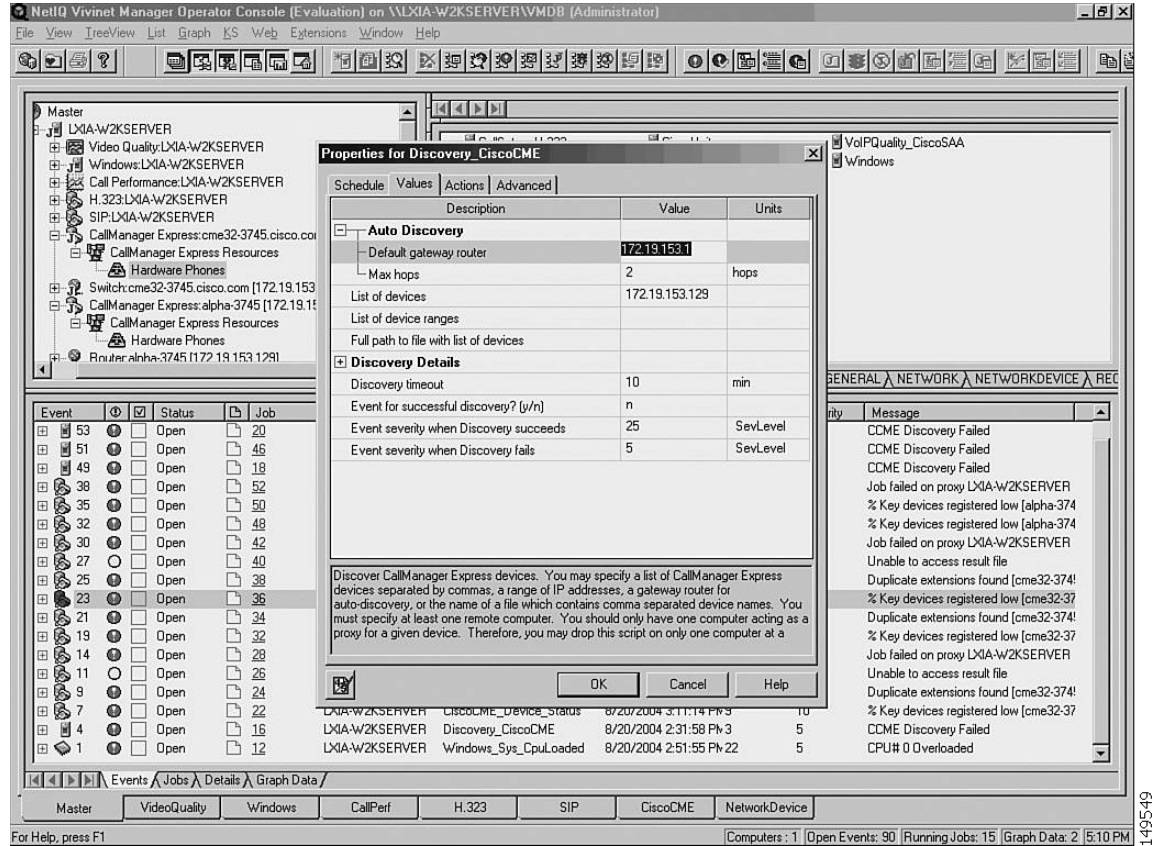 NetIQ Vivinet Manager Operator Console (Evaluation) on \\LXIA-W2KSERVER\VMDB (Administrator)
File View TreeView List Graph KS Web Extensions Window Help
Master
LXIA-W2KSERVER
Video Quality:LXIA-W2KSERVER
Windows:LXIA-W2KSERVER
Call Performance:LXIA-W2KSERVER
H.323:LXIA-W2KSERVER
SIP:LXIA-W2KSERVER
CallManager Express:cme32-3745.cisco.co
CallManager Express Resources
Hardware Phones
Switch:cme32-3745.cisco.com [172.19.153
CallManager Express:alpha-3745 [172.19.15
CallManager Express Resources
Hardware Phones
Router:alpha-3745 [172.19.153.129]
VoIPQuality_CiscoSAA
Windows
GENERAL NETWORK NETWORKDEVICE REC
Properties for Discovery_CiscoCME
Schedule Values Actions Advanced
Description Value Units
Auto Discovery
Default gateway router 172.19.153.1
Max hops 2 hops
List of devices 172.19.153.129
List of device ranges
Full path to file with list of devices
Discovery Details
Discovery timeout 10 min
Event for successful discovery? (y/n) n
Event severity when Discovery succeeds 25 SevLevel
Event severity when Discovery fails 5 SevLevel
Discover CallManager Express devices. You may specify a list of CallManager Express
devices separated by commas, a range of IP addresses, a gateway router for
auto-discovery, or the name of a file which contains comma separated device names. You
must specify at least one remote computer. You should only have one computer acting as a
proxy for a given device. Therefore, you may drop this script on only one computer at a
OK Cancel Help
Event Status Job rity Message
53 Open 20 CCME Discovery Failed
51 Open 46 CCME Discovery Failed
49 Open 18 CCME Discovery Failed
38 Open 52 Job failed on proxy LXIA-W2KSERVER
35 Open 50 % Key devices registered low [alpha-374
32 Open 48 % Key devices registered low [alpha-374
30 Open 42 Job failed on proxy LXIA-W2KSERVER
27 Open 40 Unable to access result file
25 Open 38 Duplicate extensions found [cme32-374
23 Open 36 % Key devices registered low [cme32-37
21 Open 34 Duplicate extensions found [cme32-374
19 Open 32 % Key devices registered low [cme32-37
14 Open 28 Job failed on proxy LXIA-W2KSERVER
11 Open 26 Unable to access result file
9 Open 24 Duplicate extensions found [cme32-374
7 Open 22 LXIA-W2KSERVER CiscoCME_Device_Status 8/20/2004 3:11:14 PM 9 10 % Key devices registered low [cme32-37
4 Open 16 LXIA-W2KSERVER Discovery_CiscoCME 8/20/2004 2:31:58 PM 3 5 CCME Discovery Failed
1 Open 12 LXIA-W2KSERVER Windows_Sys_CpuLoaded 8/20/2004 2:51:55 PM 22 5 CPU# 0 Overloaded
Events Jobs Details Graph Data
Master VideoQuality Windows CallPerf H.323 SIP CiscoCME NetworkDevice
For Help, press F1 Computers : 1 Open Events: 90 Running Jobs: 15 Graph Data: 2 5:10 PM
149549